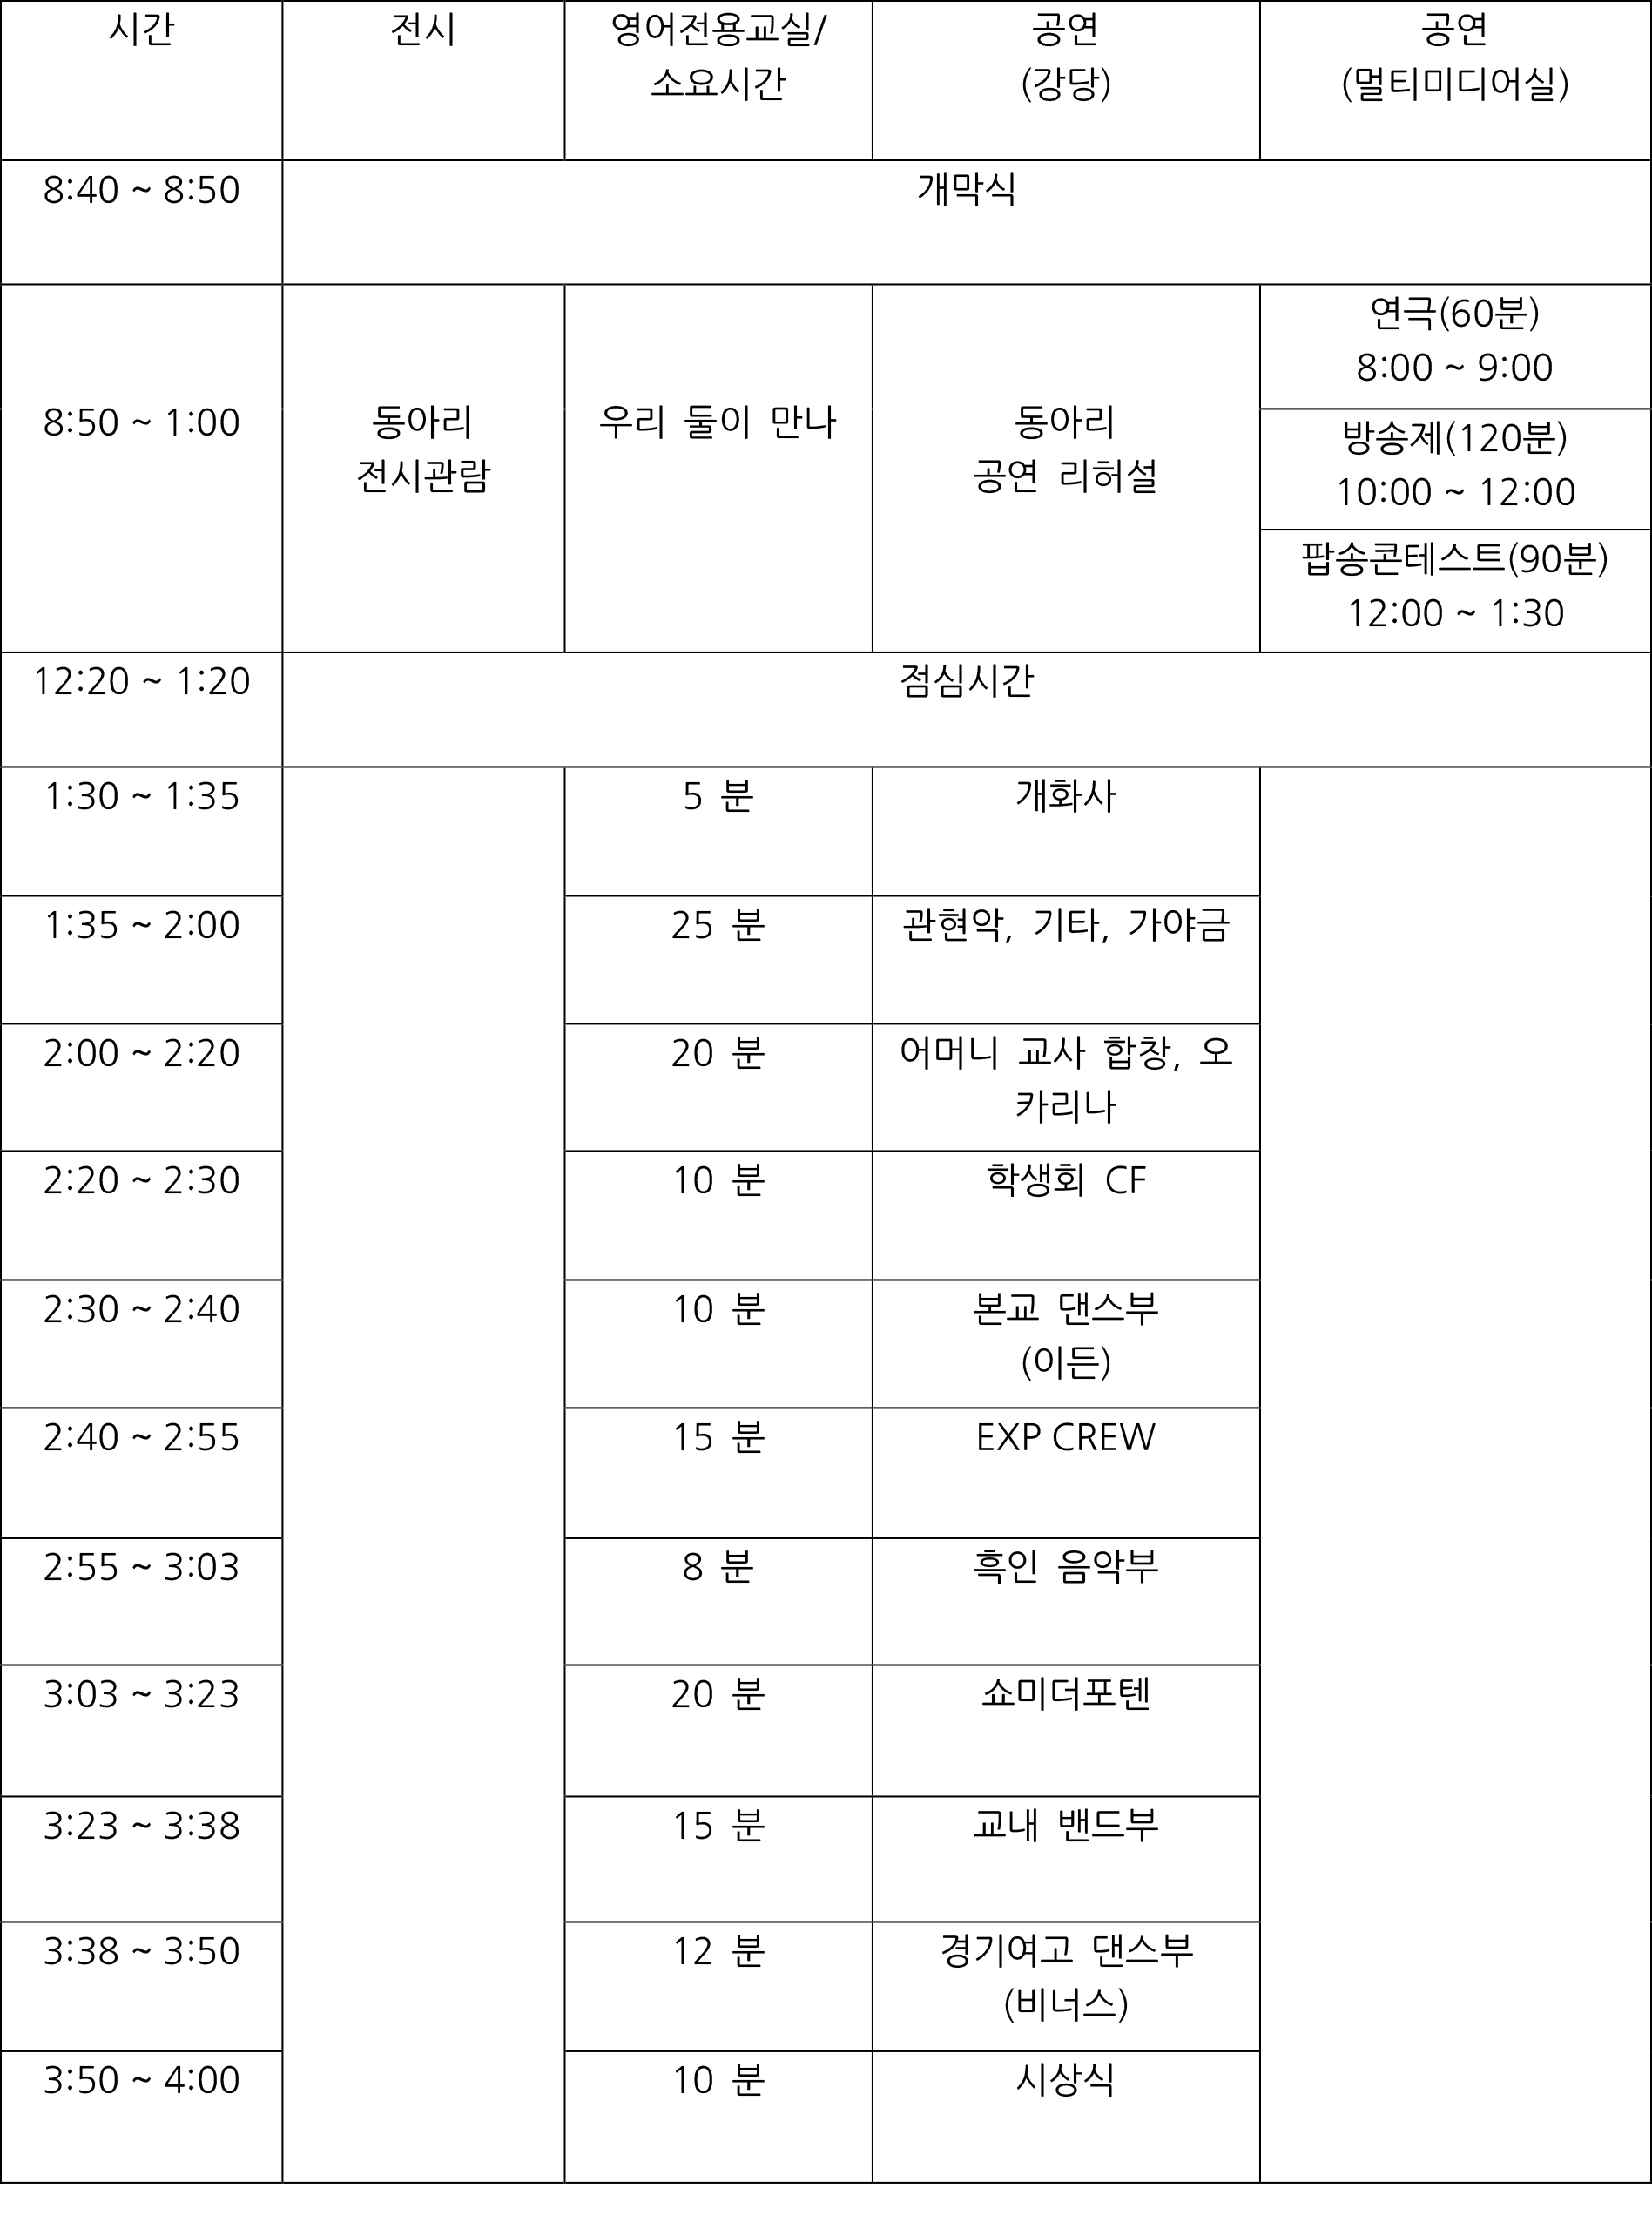 시간
전시
영어전용교실/
소요시간
공연
(강당)
공연
(멀티미디어실)
8:40 ~ 8:50
개막식
8:50 ~ 1:00
동아리
전시관람
우리 둘이 만나
동아리
공연 리허설
연극(60분)
8:00 ~ 9:00
방송제(120분)
10:00 ~ 12:00
팝송콘테스트(90분)
12:00 ~ 1:30
12:20 ~ 1:20
점심시간
1:30 ~ 1:35
5 분
개화사
1:35 ~ 2:00
25 분
관현악, 기타, 가야금
2:00 ~ 2:20
20 분
어머니 교사 합창, 오
카리나
2:20 ~ 2:30
10 분
학생회 CF
2:30 ~ 2:40
10 분
본교 댄스부
(이든)
2:40 ~ 2:55
15 분
EXP CREW
2:55 ~ 3:03
8 분
흑인 음악부
3:03 ~ 3:23
20 분
쇼미더포텐
3:23 ~ 3:38
15 분
교내 밴드부
3:38 ~ 3:50
12 분
경기여고 댄스부
(비너스)
3:50 ~ 4:00
10 분
시상식